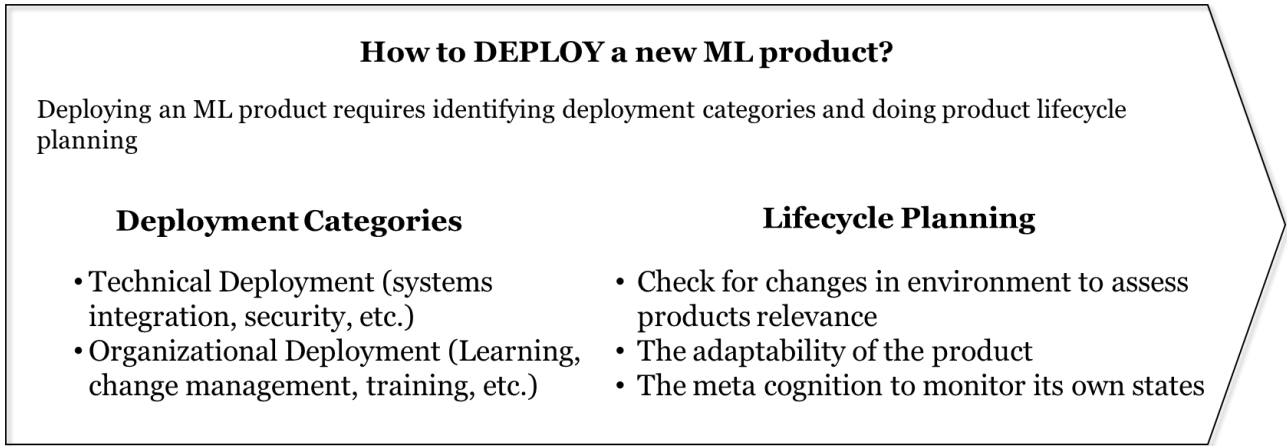 How to DEPLOY a new ML product?
Deploying an ML product requires identifying deployment categories and doing product lifecycle
planning
Deployment Categories
• Technical Deployment (systems
integration, security, etc.)
• Organizational Deployment (Learning,
change management, training, etc.)
Lifecycle Planning
• Check for changes in environment to assess
products relevance
• The adaptability of the product
• The meta cognition to monitor its own states